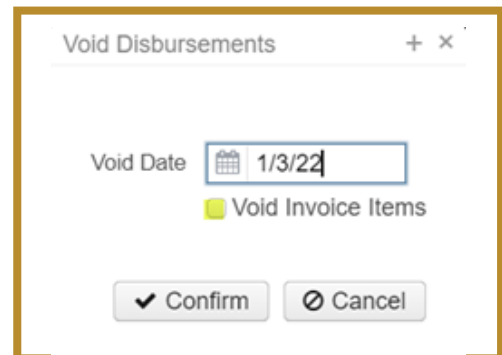 Void Disbursements
Void Date 1/3/22
Void Invoice Items
Confirm Cancel